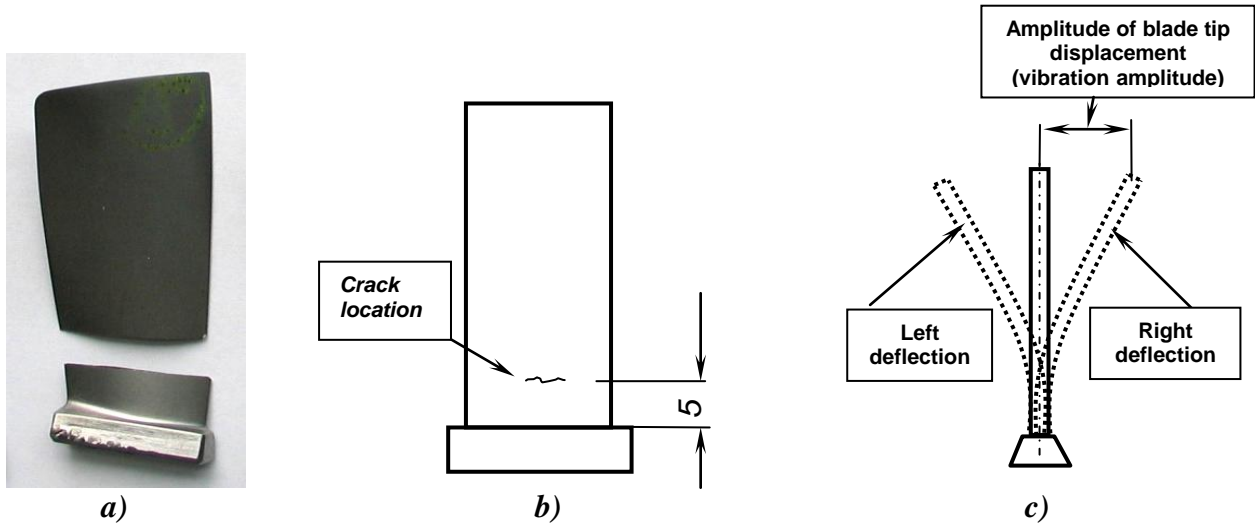 Amplitude of blade tip
displacement
(vibration amplitude)
Crack
location
5
Left
deflection
Right
deflection
a)
b)
c)